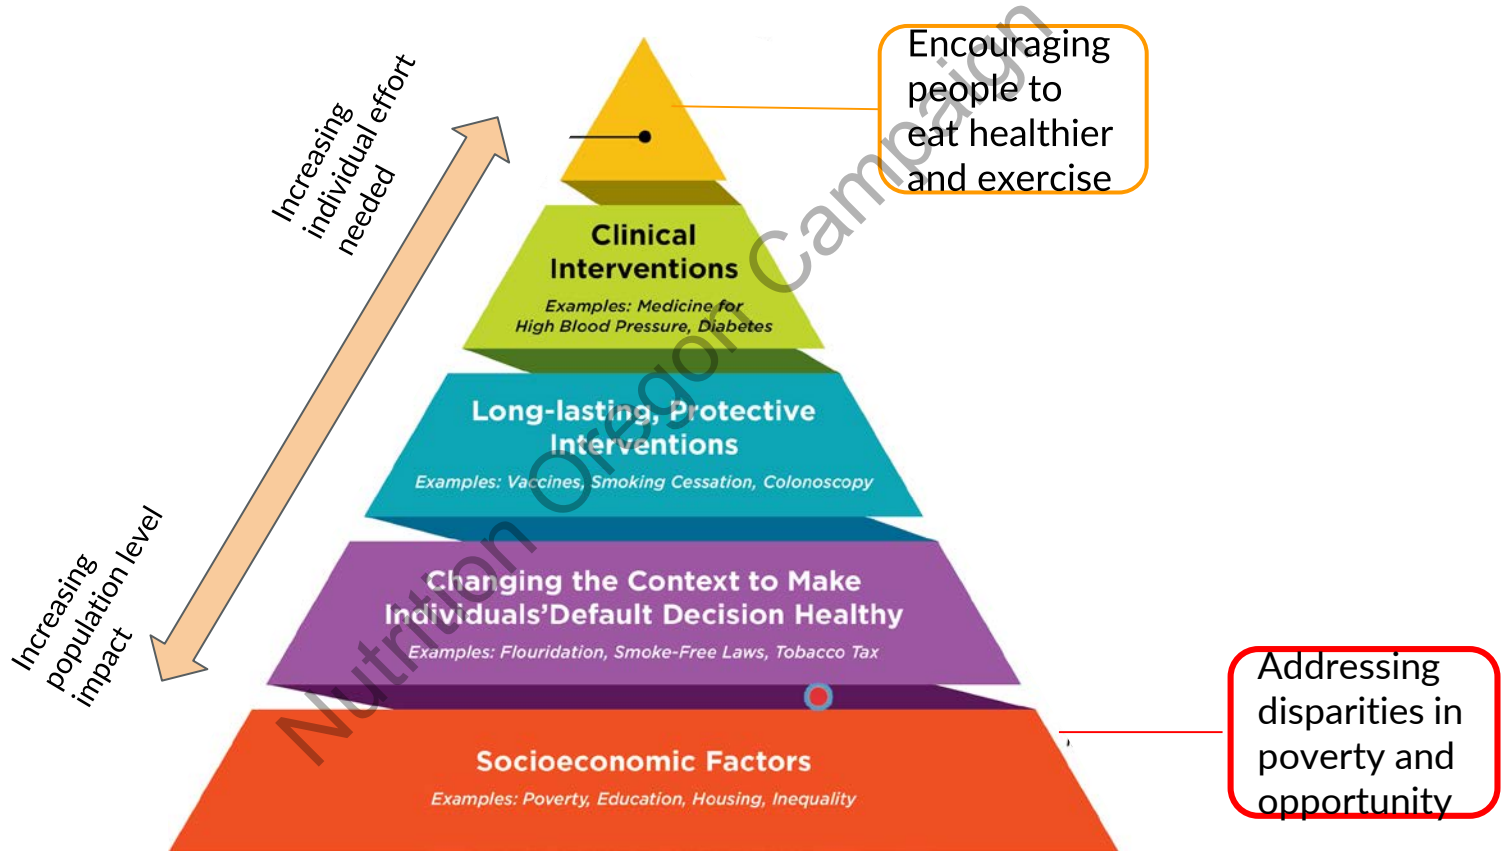 Encouraging
people to
eat healthier
and exercise
Increasing
individual effort
needed
Clinical
Interventions
Examples: Medicine for
High Blood Pressure, Diabetes
Long-lasting, Protective
Interventions
Examples: Vaccines, Smoking Cessation, Colonoscopy
Increasing
population level
impact
Changing the Context to Make
Individuals'Default Decision Healthy
Examples: Flouridation, Smoke-Free Laws, Tobacco Tax
Addressing
disparities in
poverty and
opportunity
Socioeconomic Factors
Examples: Poverty, Education, Housing, Inequality
Nutrition Oregon Campaign